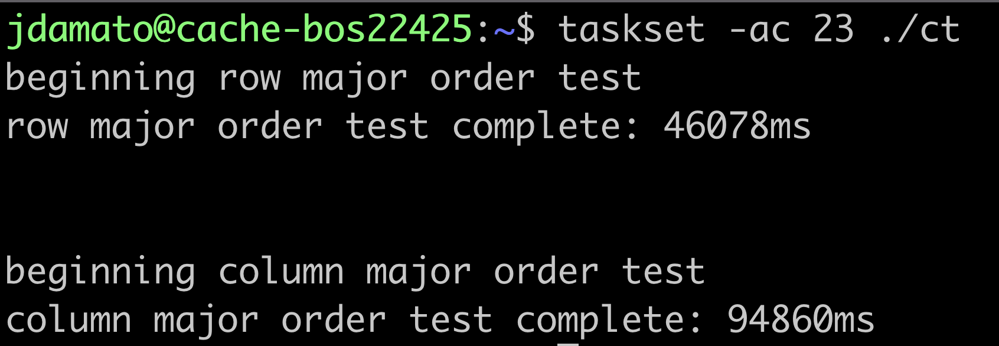 jdamato@cache-bos22425:~$ taskset -ac 23 ./ct
beginning row major order test
row major order test complete: 46078ms
beginning column major order test
column major order test complete: 94860ms